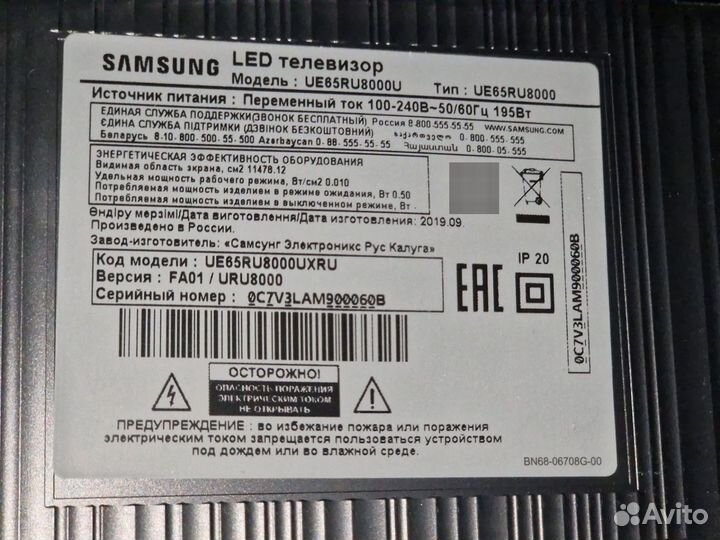 SAMSUNG LED телевизор
Модель : UE65RU8000U Тип : UE65RU8000
Источник питания : Переменный ток 100-240В~50/60Гц 195Вт
ЕДИНАЯ СЛУЖБА ПОДДЕРЖКИ(ЗВОНОК БЕСПЛАТНЫЙ) Россия 8-800-555-55-55 WWW.SAMSUNG.COM
ЄДИНА СЛУЖБА ПІДТРИМКИ (ДЗВІНОК БЕЗКОШТОВНИЙ) საქართველო 0-800-555-555
Беларусь 8-10-800-500-55-500 Azərbaycan 0-88-555-55-55 Հայաստան 0-800-05-555
ЭНЕРГЕТИЧЕСКАЯ ЭФФЕКТИВНОСТЬ ОБОРУДОВАНИЯ
Видимая область экрана, см2 11478.12
Удельная мощность рабочего режима, Вт/см2 0.010
Потребляемая мощность изделием в режиме ожидания, Вт 0.50
Потребляемая мощность изделием в выключенном режиме, Вт -
Өндіру мерзімі/Дата виготовлення/Дата изготовления: 2019.09.
Произведено в России.
Завод-изготовитель: «Самсунг Электроникс Рус Калуга»
Код модели : UE65RU8000UXRU
Версия : FA01 / URU8000
Серийный номер : 0C7V3LAM900060B
EAC
IP 20
0C7V3LAM900060B
ОСТОРОЖНО!
ОПАСНОСТЬ ПОРАЖЕНИЯ
ЭЛЕКТРИЧЕСКИМ ТОКОМ
НЕ ОТКРЫВАТЬ
ПРЕДУПРЕЖДЕНИЕ : во избежание пожара или поражения
электрическим током запрещается пользоваться устройством
под дождем или во влажной среде.
BN68-06708G-00
Avito